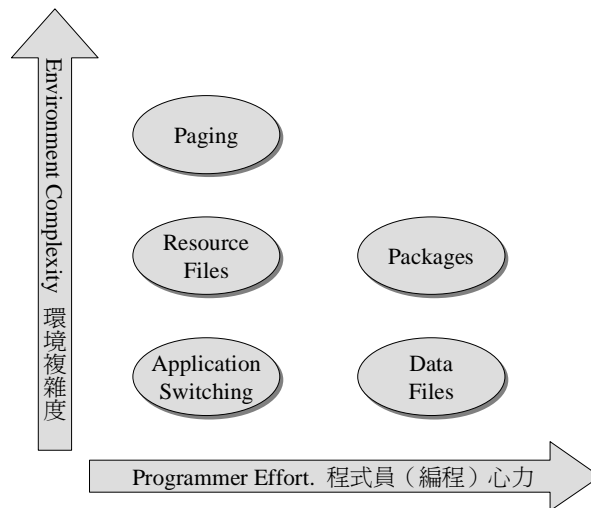 Environment Complexity 環境複雜度
Paging
Resource
Files
Packages
Application
Switching
Data
Files
Programmer Effort. 程式員（編程）心力